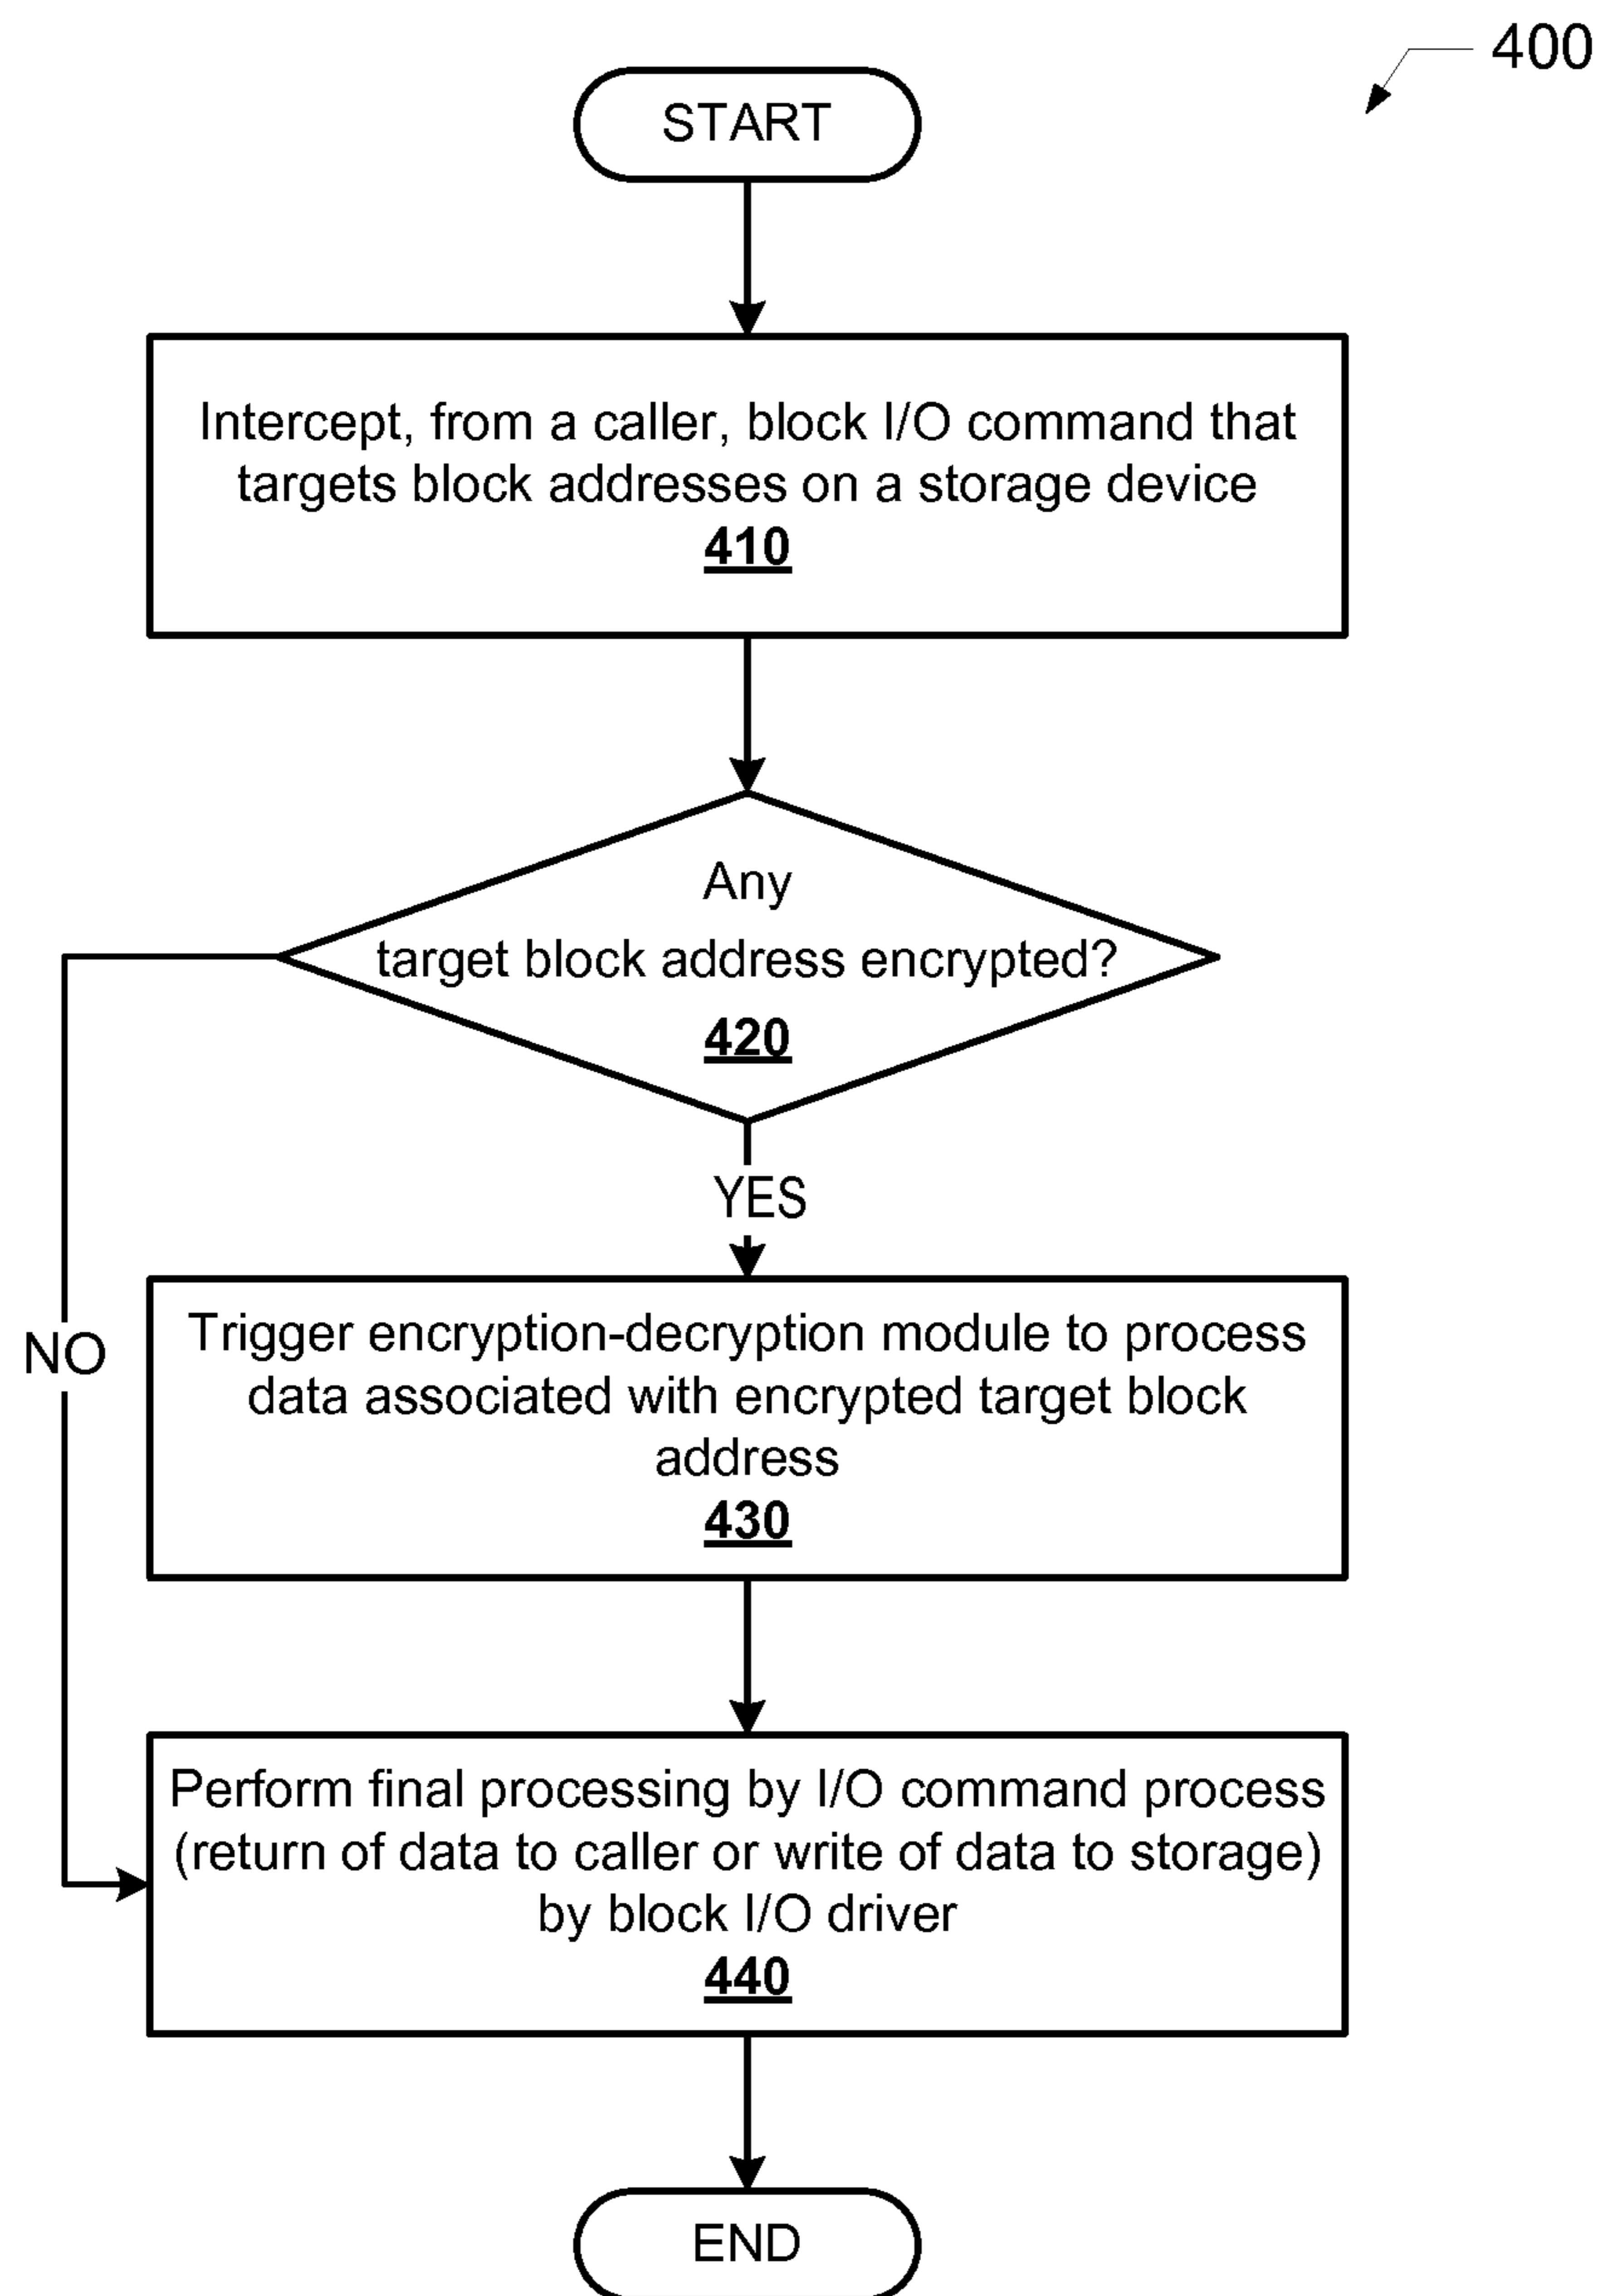 400
START
Intercept, from a caller, block I/O command that
targets block addresses on a storage device
410
Any
target block address encrypted?
420
YES
NO
Trigger encryption-decryption module to process
data associated with encrypted target block
address
430
Perform final processing by I/O command process
(return of data to caller or write of data to storage)
by block I/O driver
440
END